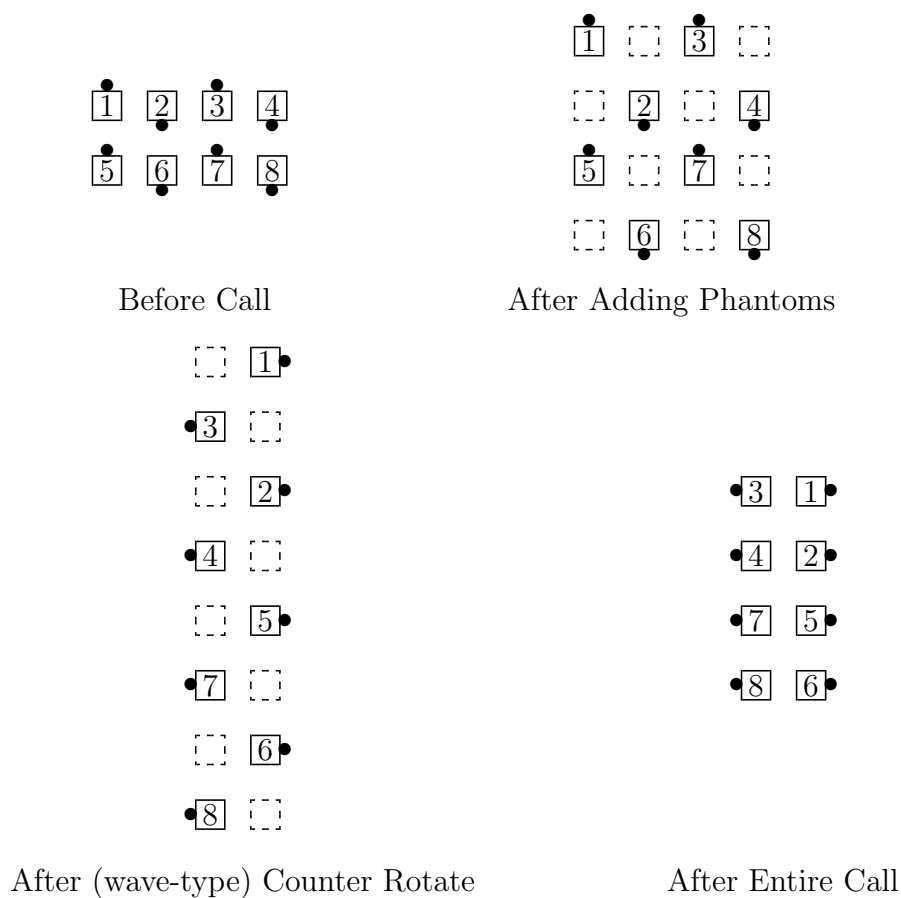 1 3
1 2 3 4
2 4
5 6 7 8
5 7
6 8
Before Call
After Adding Phantoms
1
3
2
4
5
7
6
8
3 1
4 2
7 5
8 6
After (wave-type) Counter Rotate
After Entire Call